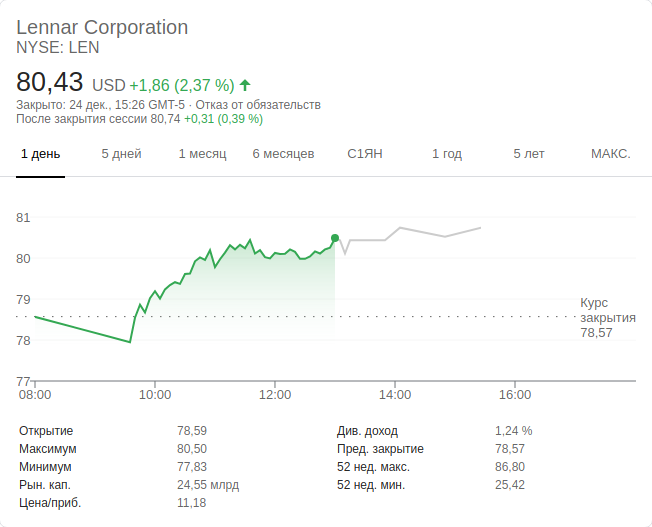 Lennar Corporation
NYSE: LEN
80,43 USD +1,86 (2,37 %)
Закрыто: 24 дек., 15:26 GMT-5 · Отказ от обязательств
После закрытия сессии 80,74 +0,31 (0,39 %)
1 день 5 дней 1 месяц 6 месяцев С1ЯН 1 год 5 лет МАКС.
81
80
79
Курс
закрытия
78,57
78
77
08:00 10:00 12:00 14:00 16:00
Открытие 78,59 Див. доход 1,24 %
Максимум 80,50 Пред. закрытие 78,57
Минимум 77,83 52 нед. макс. 86,80
Рын. кап. 24,55 млрд 52 нед. мин. 25,42
Цена/приб. 11,18